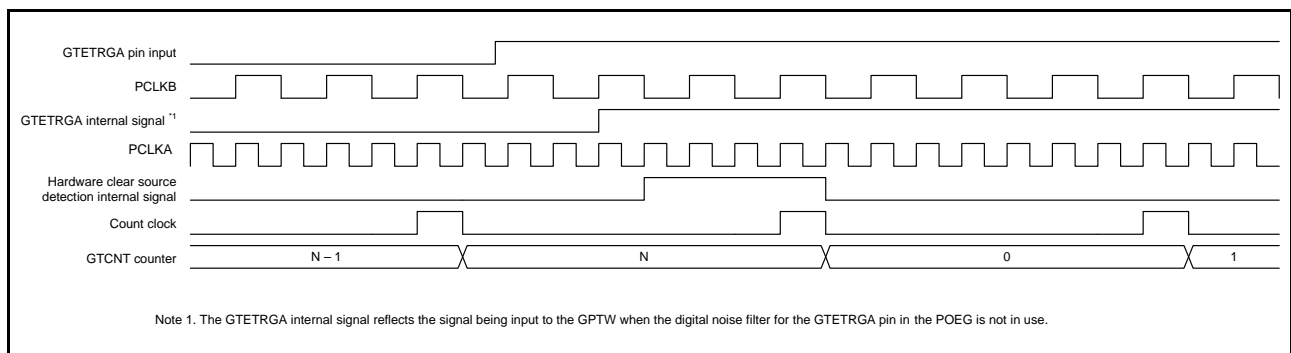 GTETRGA pin input
PCLKB
GTETRGA internal signal *1
PCLKA
Hardware clear source
detection internal signal
Count clock
GTCNT counter
N – 1
N
0
1
Note 1. The GTETRGA internal signal reflects the signal being input to the GPTW when the digital noise filter for the GTETRGA pin in the POEG is not in use.